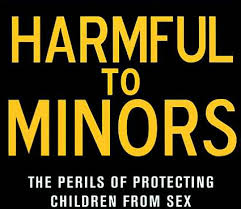 HARMFUL
TO
MINORS
THE PERILS OF PROTECTING
CHILDREN FROM SEX